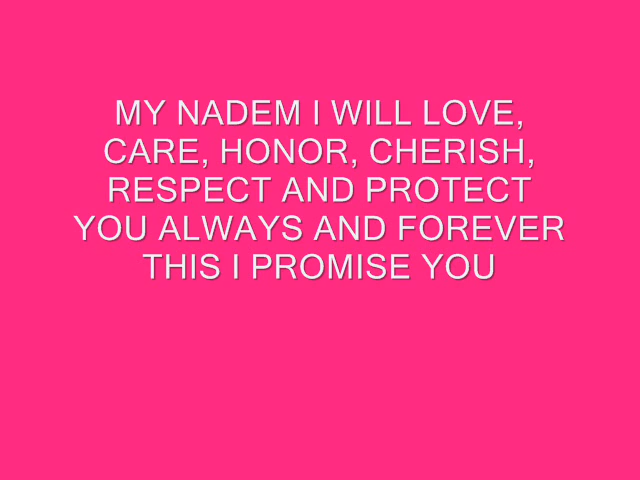 MY NADEM I WILL LOVE,
CARE, HONOR, CHERISH,
RESPECT AND PROTECT
YOU ALWAYS AND FOREVER
THIS I PROMISE YOU